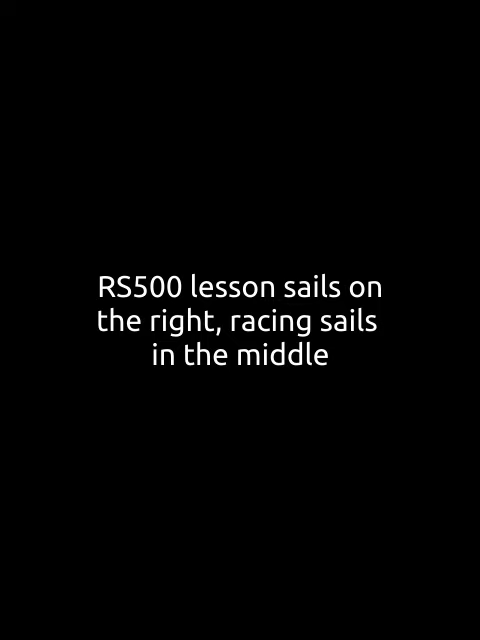 RS500 lesson sails on
the right, racing sails
in the middle